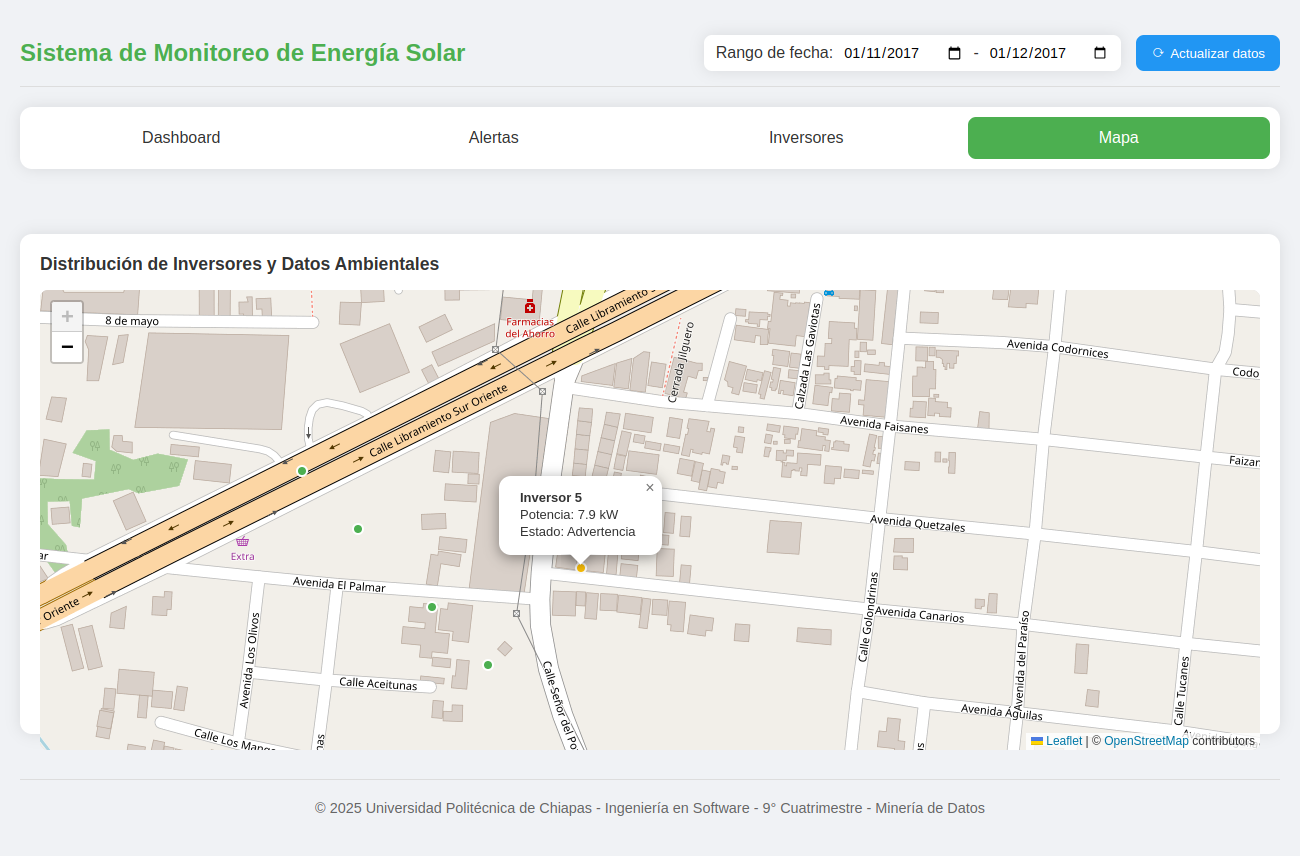 Sistema de Monitoreo de Energía Solar
Rango de fecha: 01/11/2017 - 01/12/2017
Actualizar datos
Dashboard
Alertas
Inversores
Mapa
Distribución de Inversores y Datos Ambientales
+
−
8 de mayo
Farmacias
del Ahorro
Calle Libramiento S
Cerrada Jilguero
Calzada Las Gaviotas
Avenida Codornices
Codo
Calle Libramiento Sur Oriente
Avenida Faisanes
Faizan
Inversor 5
Potencia: 7.9 kW
Estado: Advertencia
×
Avenida Quetzales
Extra
ar
Oriente
Avenida El Palmar
Avenida Canarios
Calle Golondrinas
Avenida del Paraíso
Avenida Los Olivos
Calle Aceitunas
Calle Señor del Po
Calle Tucanes
Avenida Águilas
Calle Los Mango
nas
as
Leaflet | © OpenStreetMap contributors
© 2025 Universidad Politécnica de Chiapas - Ingeniería en Software - 9° Cuatrimestre - Minería de Datos